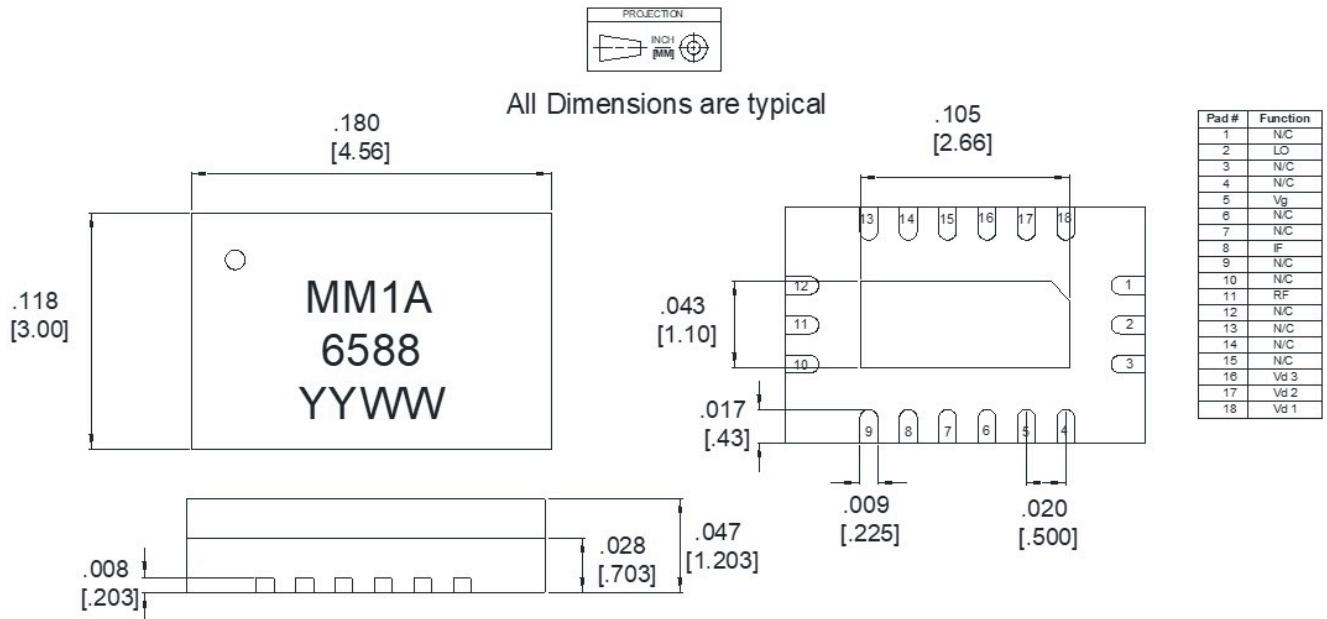 PROJECTION
INCH
[MM]
All Dimensions are typical
.180
[4.56]
.118
[3.00]
MM1A
6588
YYWW
.105
[2.66]
13 14 15 16 17 18
12
11
10
1
2
3
.043
[1.10]
.017
[.43]
9 8 7 6 5 4
.009
[.225]
.020
[.500]
.008
[.203]
.028
[.703]
.047
[1.203]
Pad # Function
1 N/C
2 LO
3 N/C
4 N/C
5 Vg
6 N/C
7 N/C
8 IF
9 N/C
10 N/C
11 RF
12 N/C
13 N/C
14 N/C
15 N/C
16 Vd 3
17 Vd 2
18 Vd 1